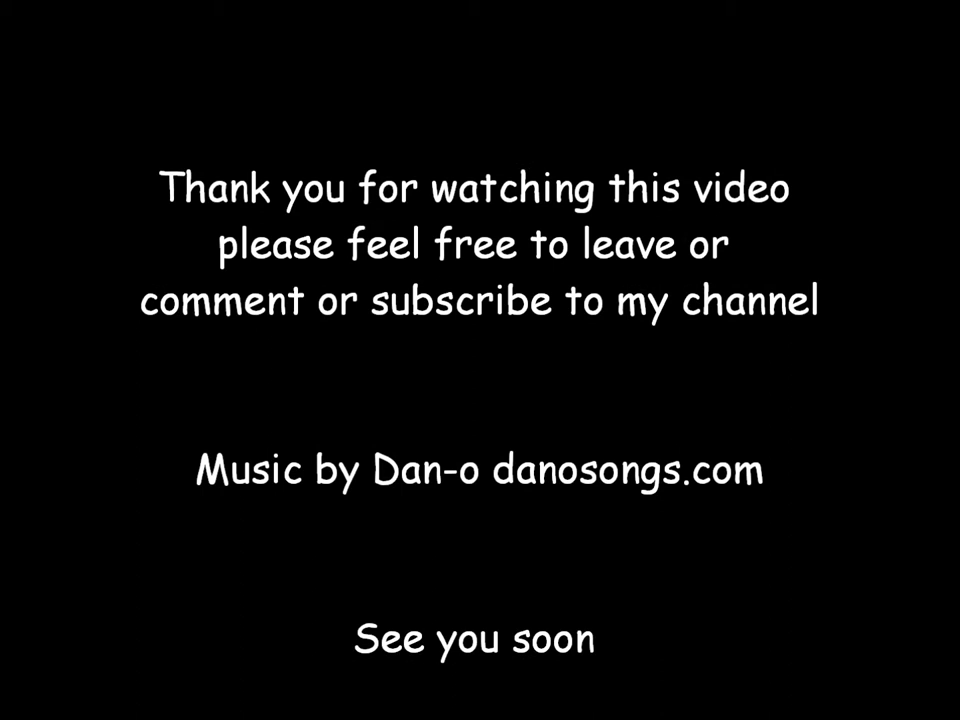 Thank you for watching this video
please feel free to leave or
comment or subscribe to my channel
Music by Dan-o danosongs.com
See you soon